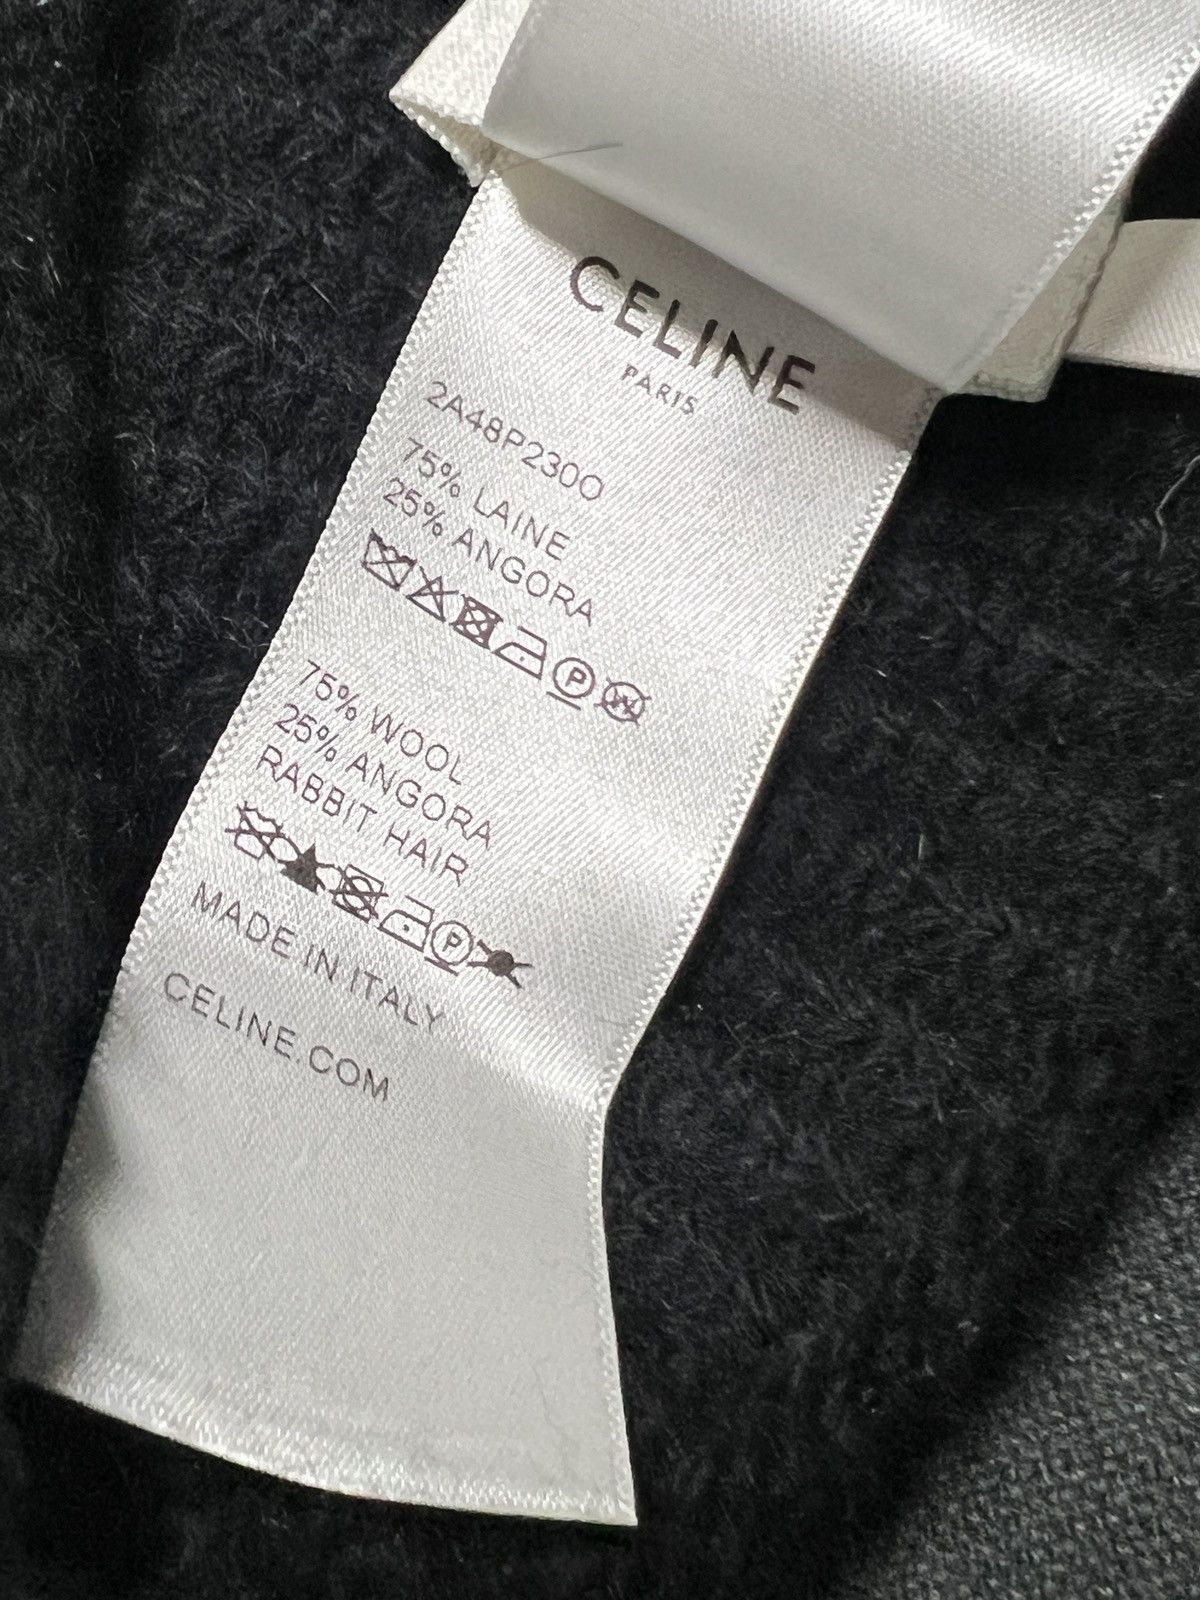 CELINE
PARIS
2A48P230O
75% LAINE
25% ANGORA
P W
75% WOOL
25% ANGORA
RABBIT HAIR
P
MADE IN ITALY
CELINE.COM